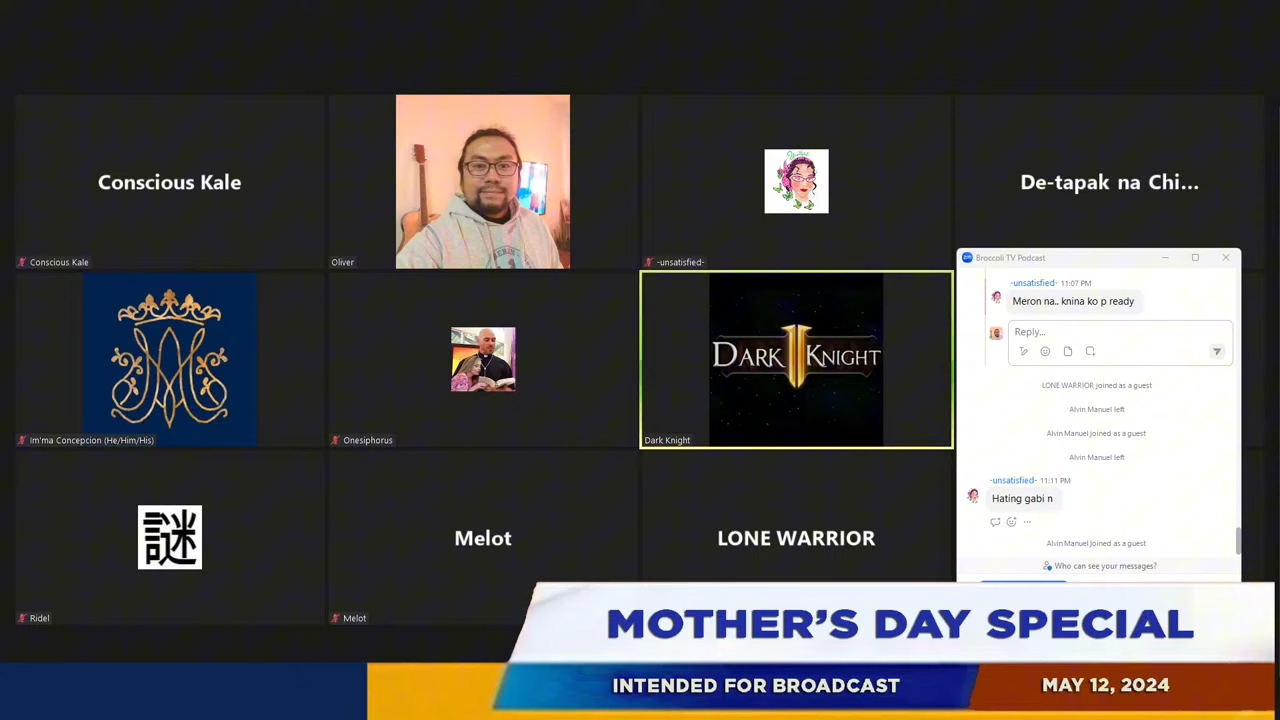 Conscious Kale
De-tapak na Chi...
Conscious Kale
Oliver
-unsatisfied-
Broccoli TV Podcast
-unsatisfied- 11:07 PM
Meron na.. knina ko p ready
Reply...
LONE WARRIOR joined as a guest
Alvin Manuel left
Alvin Manuel joined as a guest
Alvin Manuel left
-unsatisfied- 11:11 PM
Hating gabi n
Alvin Manuel joined as a guest
Who can see your messages?
DARK KNIGHT
Im'ma Concepcion (He/Him/His)
Onesiphorus
Dark Knight
謎
Melot
LONE WARRIOR
Ridel
Melot
MOTHER'S DAY SPECIAL
INTENDED FOR BROADCAST
MAY 12, 2024